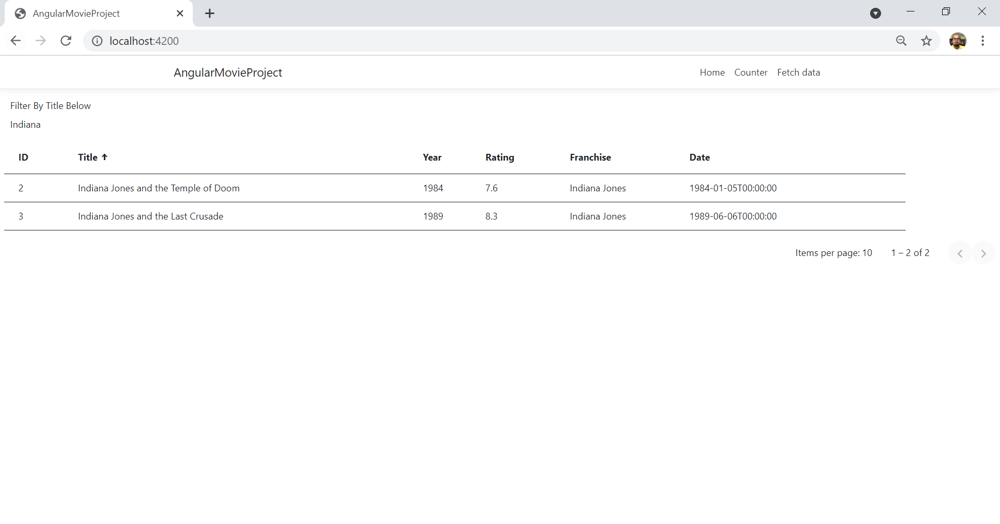 AngularMovieProject
localhost:4200
AngularMovieProject Home Counter Fetch data
Filter By Title Below
Indiana
ID Title Year Rating Franchise Date
2 Indiana Jones and the Temple of Doom 1984 7.6 Indiana Jones 1984-01-05T00:00:00
3 Indiana Jones and the Last Crusade 1989 8.3 Indiana Jones 1989-06-06T00:00:00
Items per page: 10 1 – 2 of 2